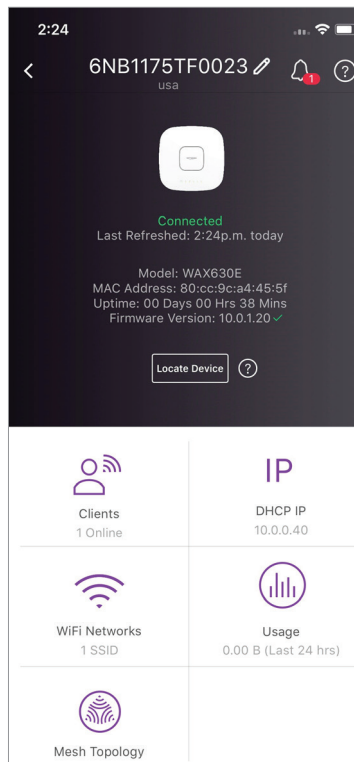 2:24
6NB1175TF0023
1
usa
Connected
Last Refreshed: 2:24p.m. today
Model: WAX630E
MAC Address: 80:cc:9c:a4:45:5f
Uptime: 00 Days 00 Hrs 38 Mins
Firmware Version: 10.0.1.20
Locate Device ?
Clients
1 Online
IP
DHCP IP
10.0.0.40
WiFi Networks
1 SSID
Usage
0.00 B (Last 24 hrs)
Mesh Topology